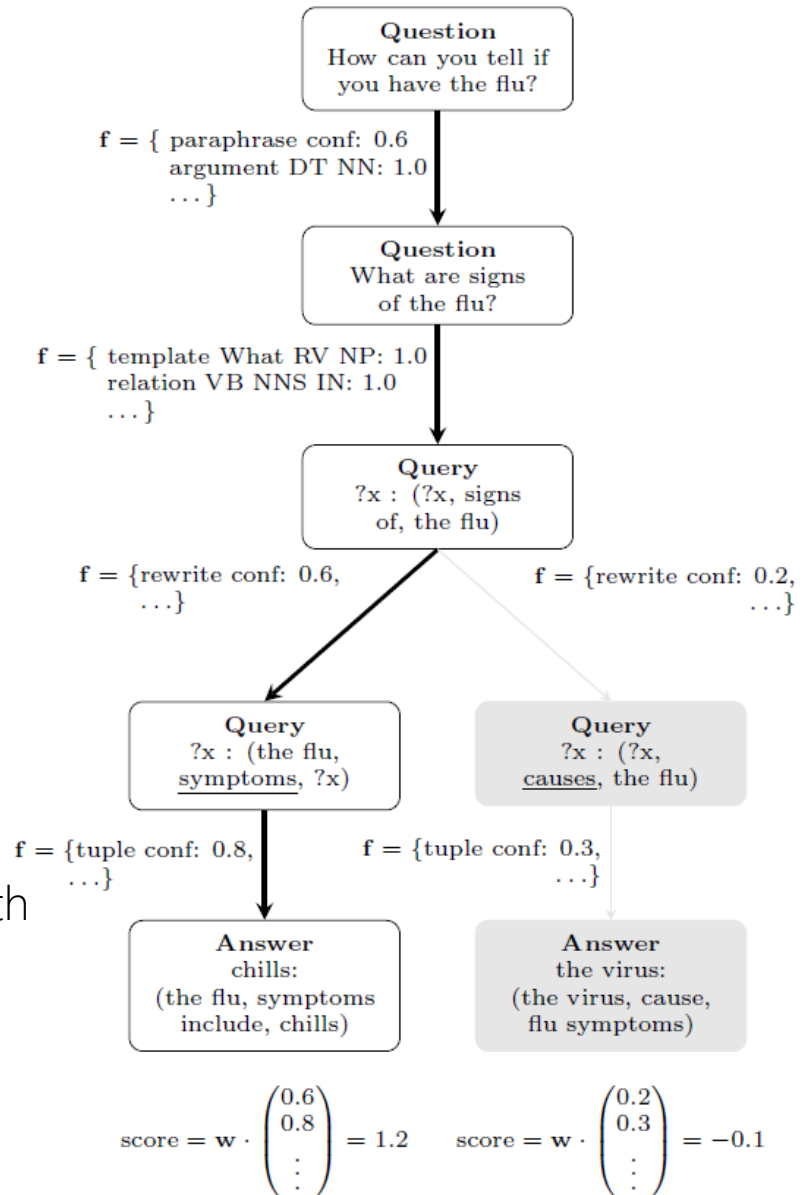 Question
How can you tell if
you have the flu?
f = { paraphrase conf: 0.6
argument DT NN: 1.0
... }
Question
What are signs
of the flu?
f = { template What RV NP: 1.0
relation VB NNS IN: 1.0
... }
Query
?x : (?x, signs
of, the flu)
f = {rewrite conf: 0.6,
...}
f = {rewrite conf: 0.2,
...}
Query
?x : (the flu,
symptoms, ?x)
Query
?x : (?x,
causes, the flu)
f = {tuple conf: 0.8,
...}
f = {tuple conf: 0.3,
...}
th
Answer
chills:
(the flu, symptoms
include, chills)
Answer
the virus:
(the virus, cause,
flu symptoms)
score = w · (0.6 0.8 ⋮) = 1.2
score = w · (0.2 0.3 ⋮) = −0.1